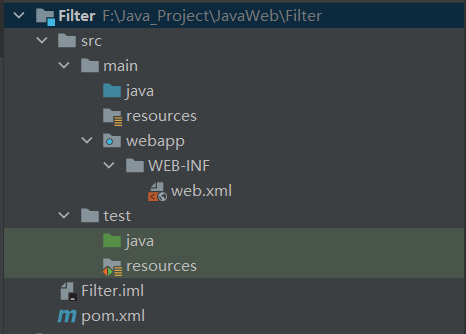 Filter F:\Java_Project\JavaWeb\Filter
src
main
java
resources
webapp
WEB-INF
web.xml
test
java
resources
Filter.iml
pom.xml